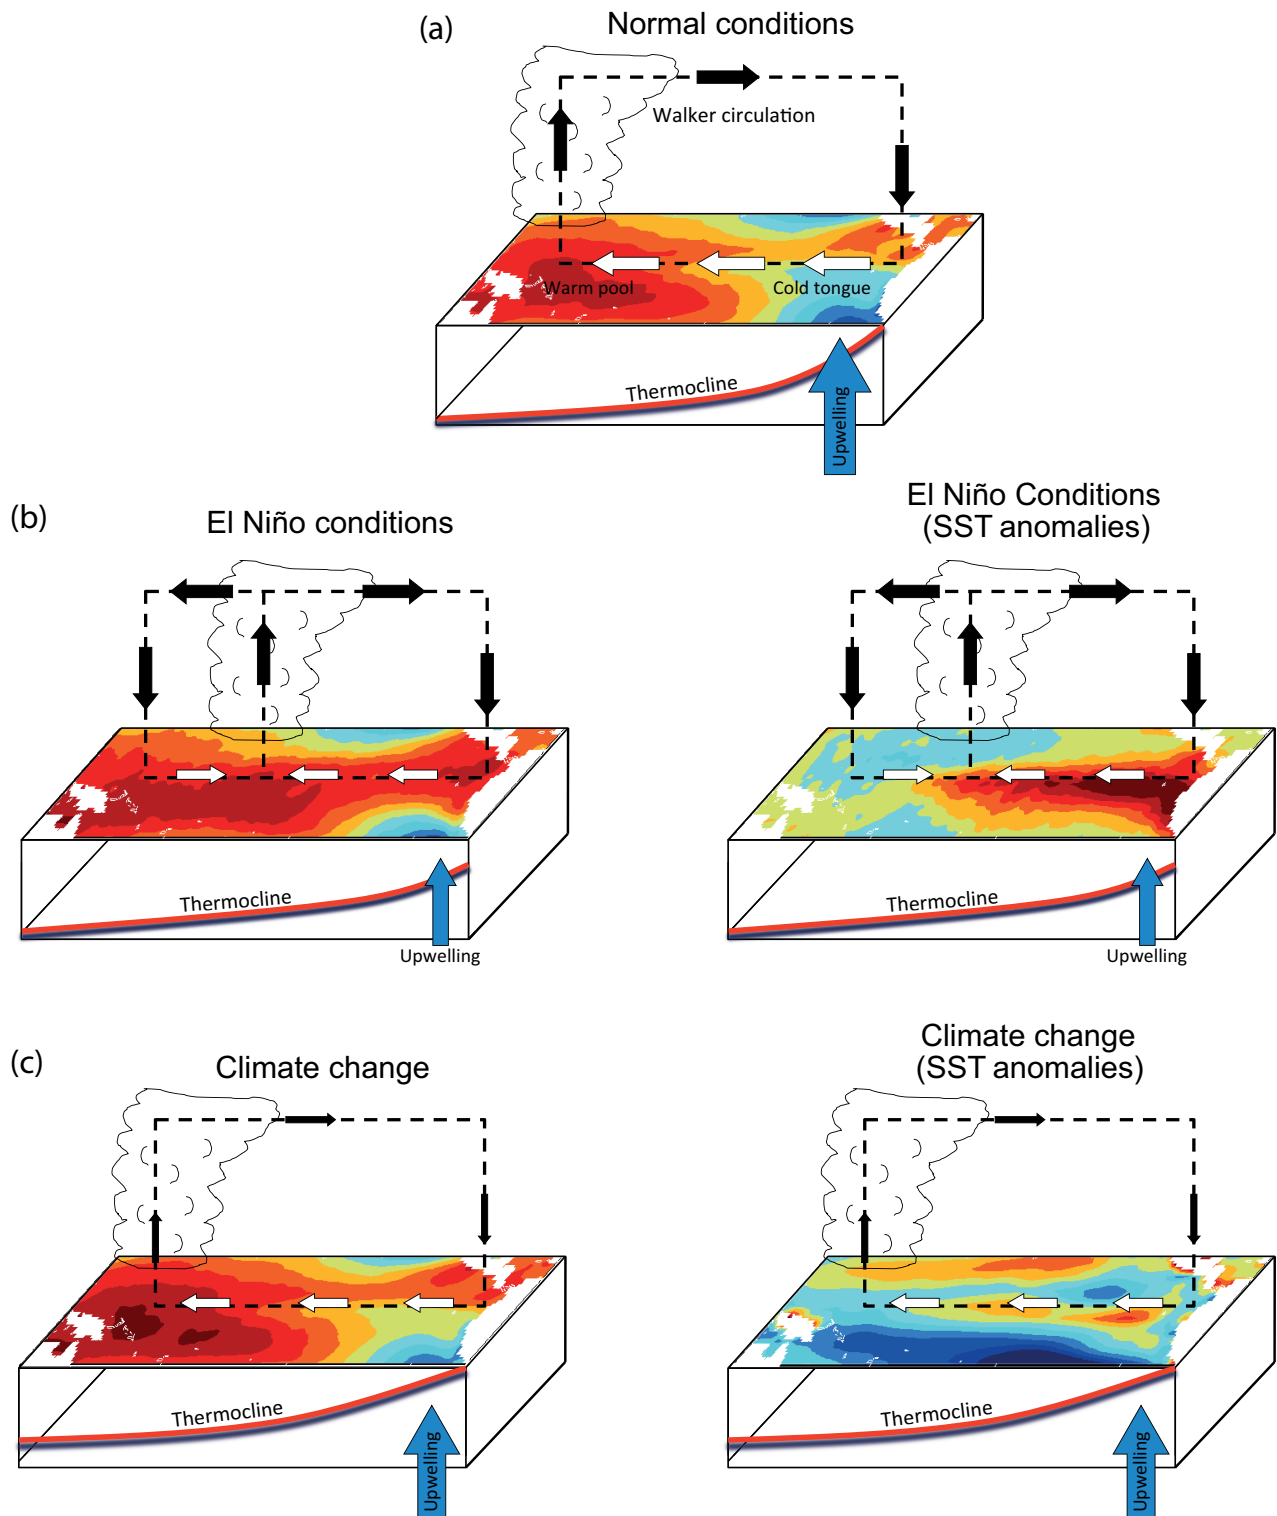 (a)
Normal conditions
Walker circulation
Warm pool
Cold tongue
Thermocline
Upwelling
(b)
El Niño conditions
Thermocline
Upwelling
El Niño Conditions
(SST anomalies)
Thermocline
Upwelling
(c)
Climate change
Thermocline
Upwelling
Climate change
(SST anomalies)
Thermocline
Upwelling